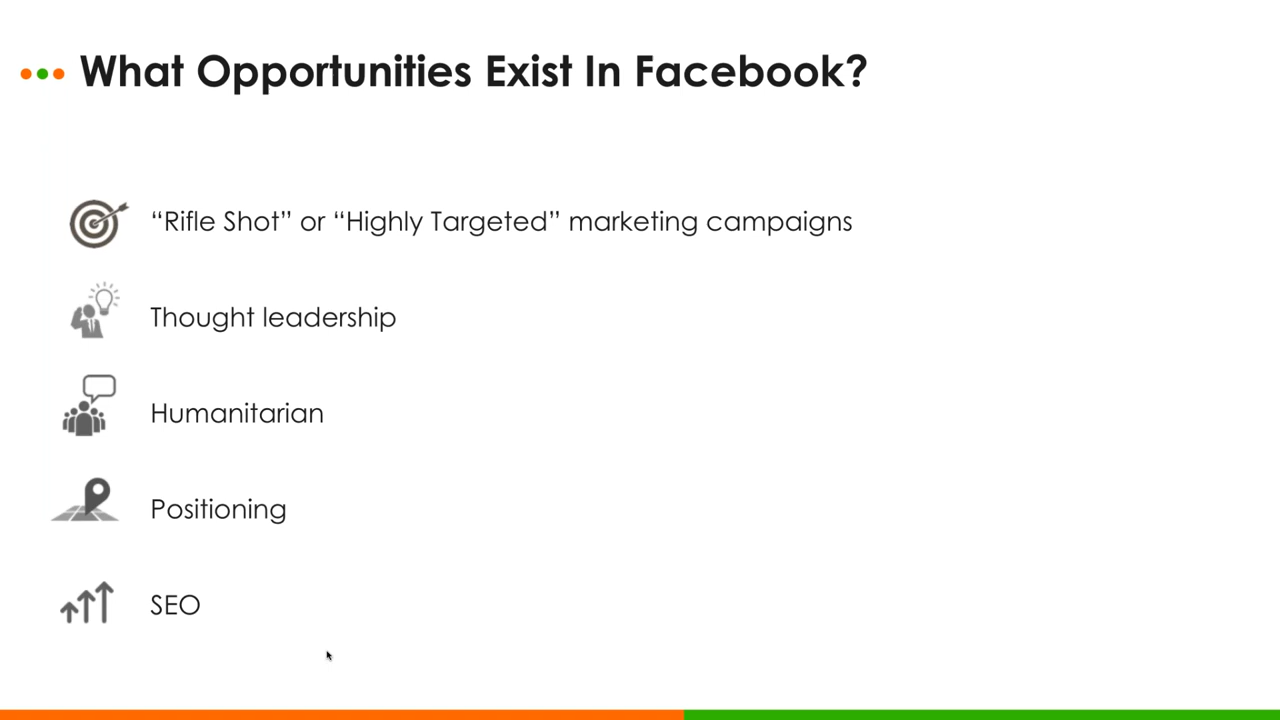 What Opportunities Exist In Facebook?
“Rifle Shot” or “Highly Targeted” marketing campaigns
Thought leadership
Humanitarian
Positioning
SEO